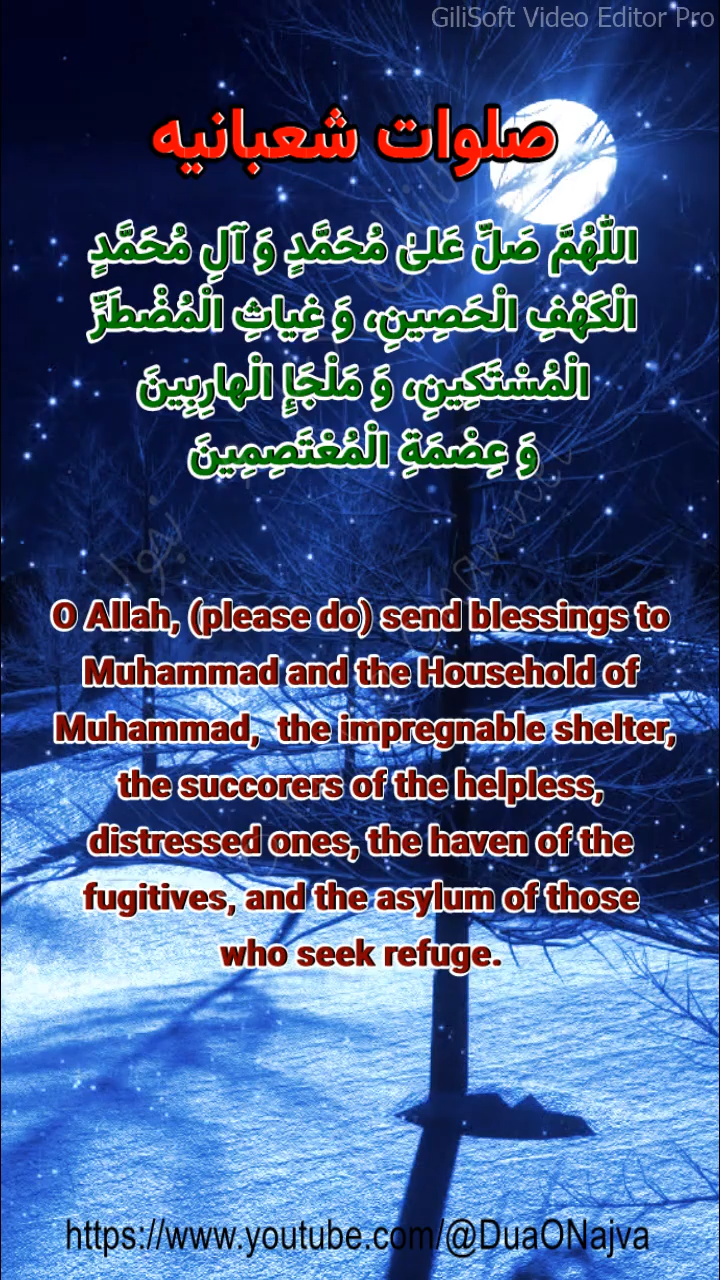 GiliSoft Video Editor Pro
صلوات شعبانیه
اللّٰهُمَّ صَلِّ عَلىٰ مُحَمَّدٍ وَ آلِ مُحَمَّدٍ
الْكَهْفِ الْحَصِينِ، وَ غِياثِ الْمُضْطَرِّ
الْمُسْتَكِينِ، وَ مَلْجَإِ الْهارِبِينَ
وَ عِصْمَةِ الْمُعْتَصِمِينَ
O Allah, (please do) send blessings to
Muhammad and the Household of
Muhammad,  the impregnable shelter,
the succorers of the helpless,
distressed ones, the haven of the
fugitives, and the asylum of those
who seek refuge.
https://www.youtube.com/@DuaONajva